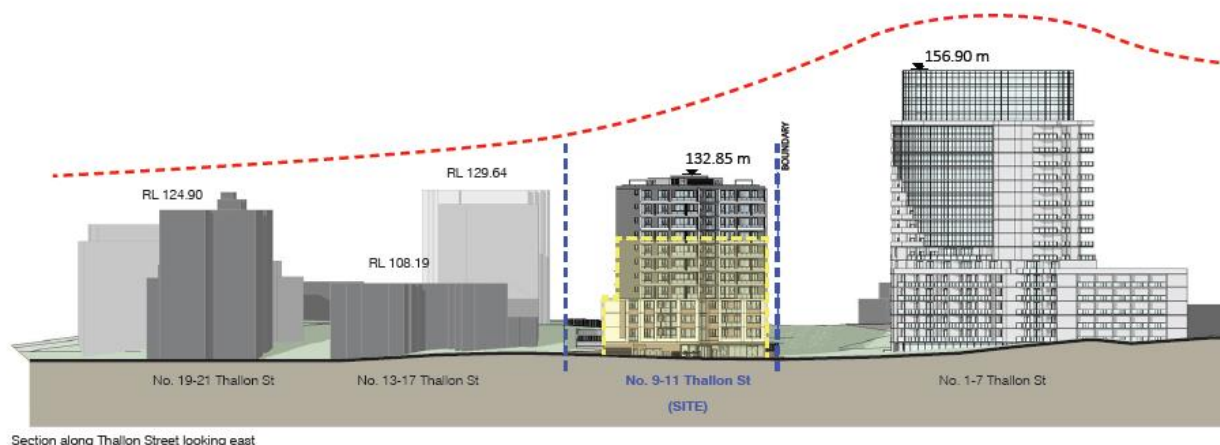 156.90 m
BOUNDARY
132.85 m
RL 129.64
RL 124.90
RL 108.19
No. 19-21 Thallon St
No. 13-17 Thallon St
No. 9-11 Thallon St
(SITE)
No. 1-7 Thallon St
Section along Thallon Street looking east